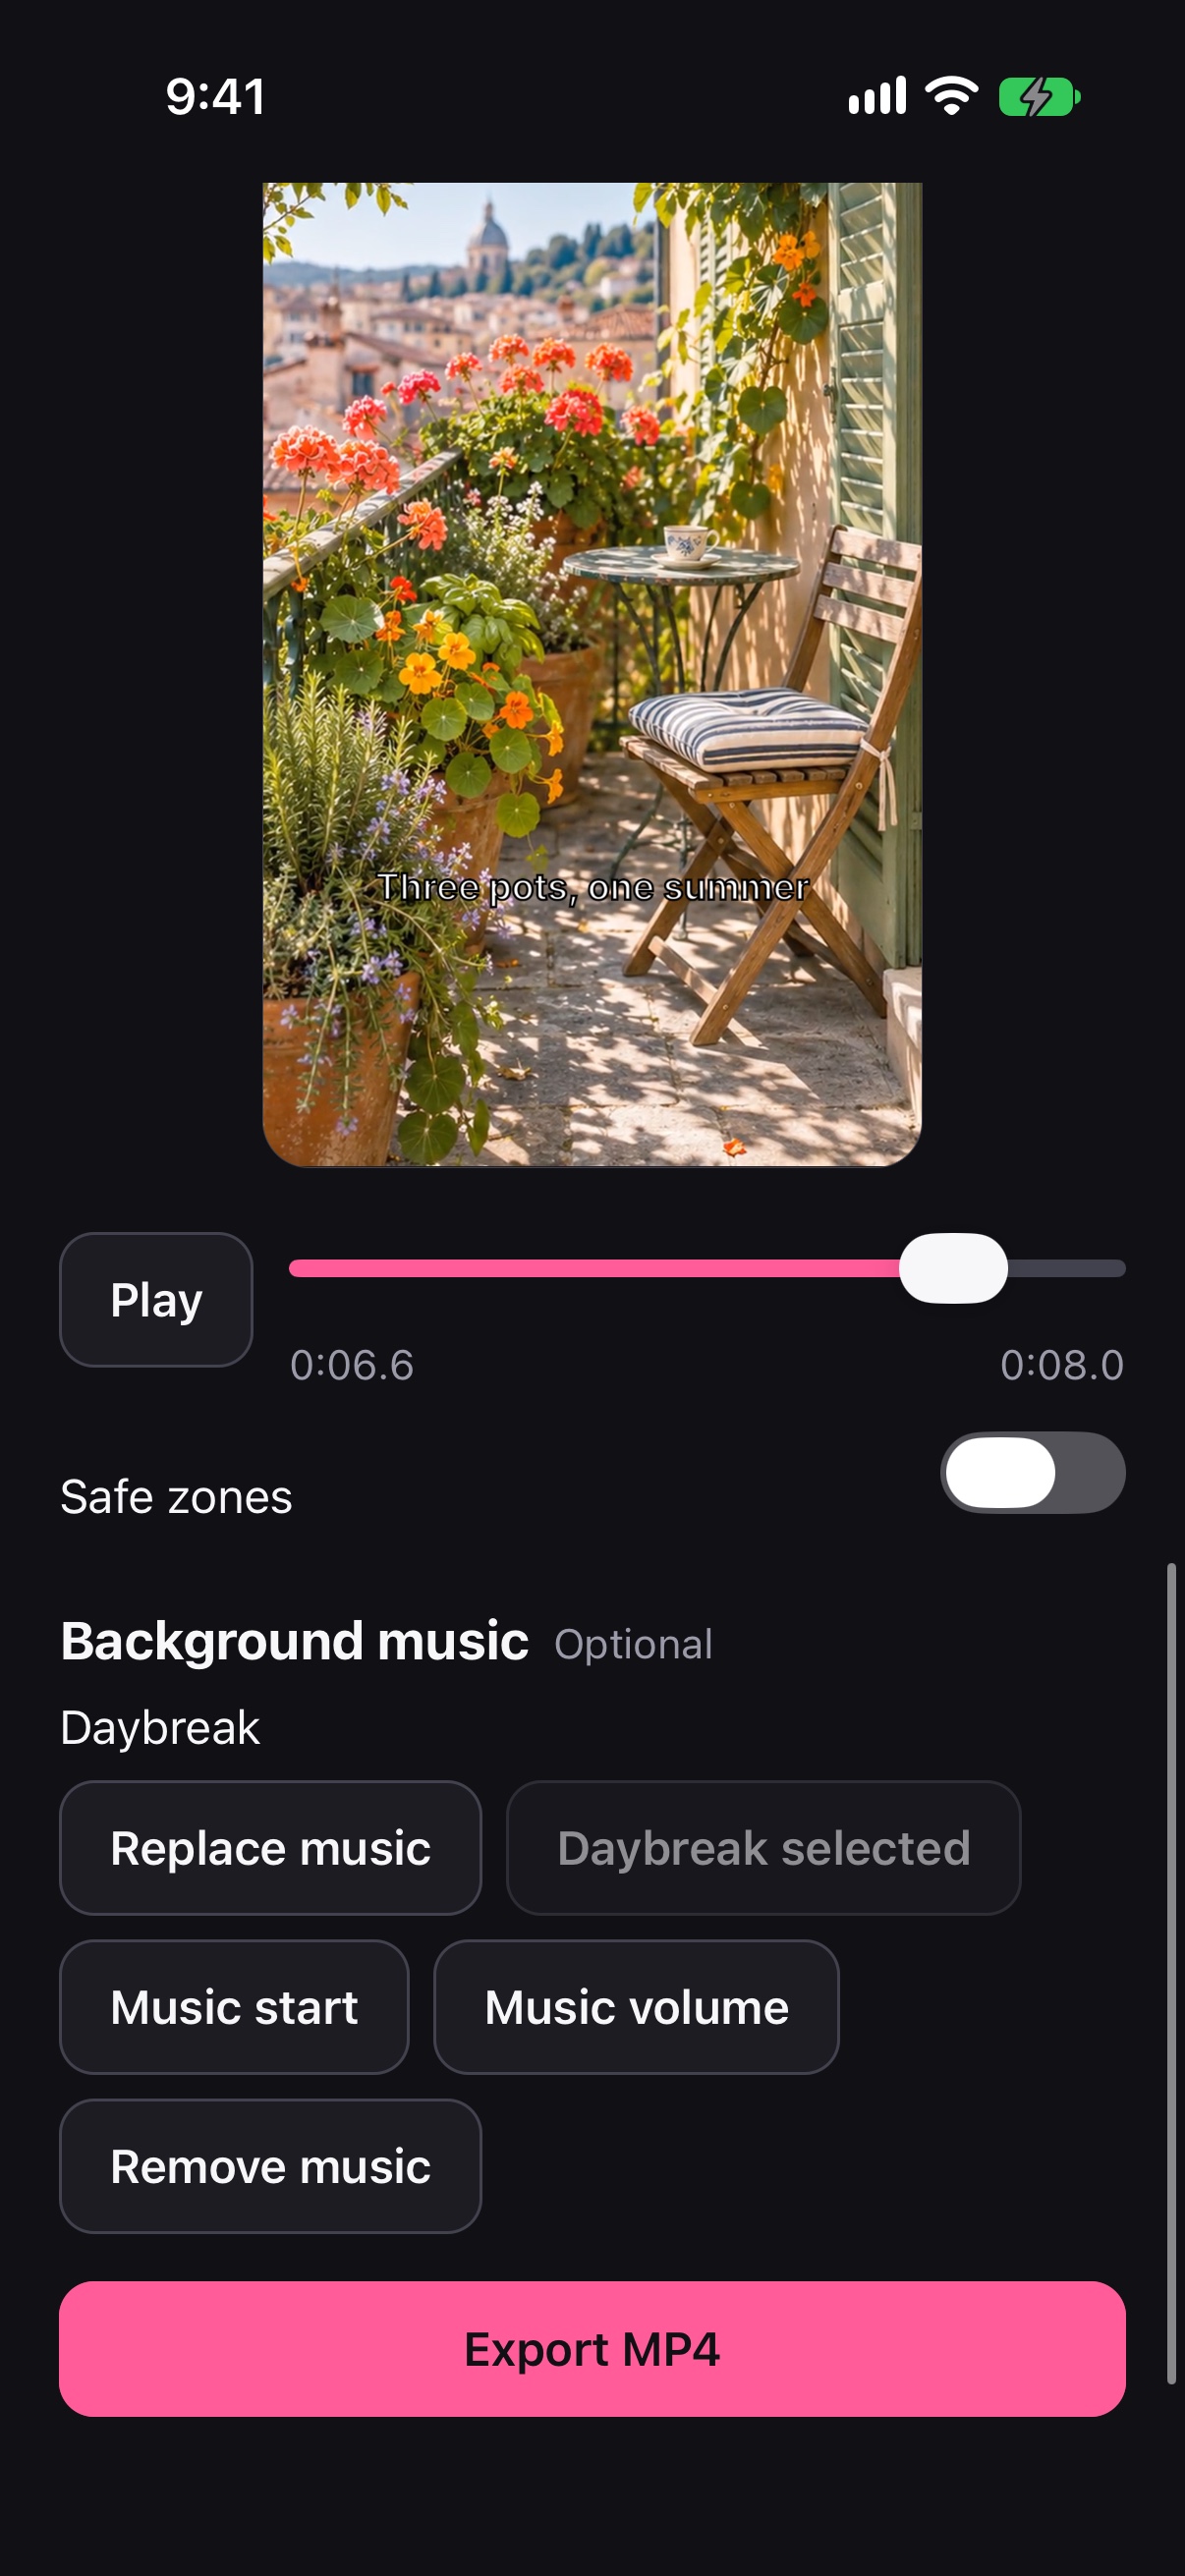 9:41
Three pots, one summer
Play
0:06.6 0:08.0
Safe zones
Background music Optional
Daybreak
Replace music Daybreak selected
Music start Music volume
Remove music
Export MP4